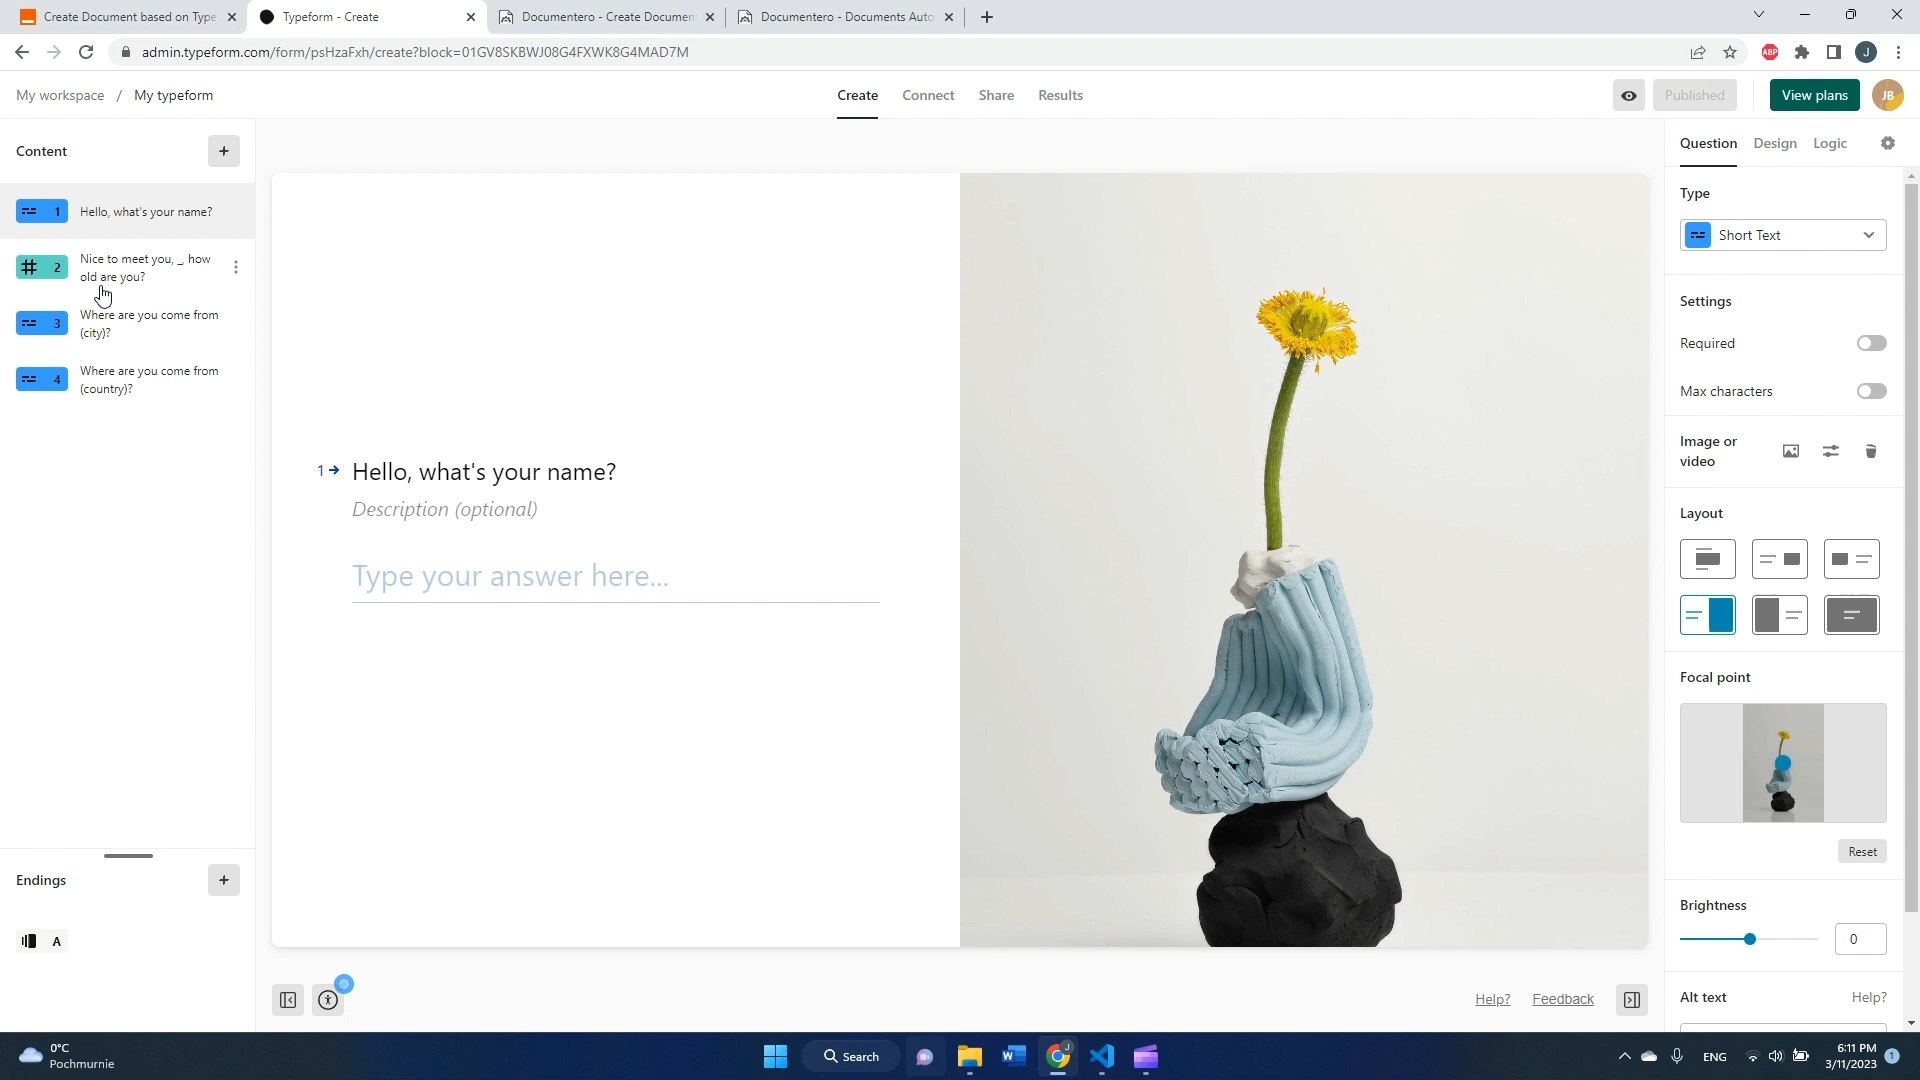 Create Document based on Type
Typeform - Create
Documentero - Create Documen
Documentero - Documents Auto
admin.typeform.com/form/psHzaFxh/create?block=01GV8SKBWJ08G4FXWK8G4MAD7M
ABP
J
My workspace / My typeform
Create
Connect
Share
Results
Published
View plans
JB
Content
+
1 Hello, what's your name?
2 Nice to meet you, _, how
old are you?
3 Where are you come from
(city)?
4 Where are you come from
(country)?
Endings
+
A
1 Hello, what's your name?
Description (optional)
Type your answer here...
Help?
Feedback
Question
Design
Logic
Type
Short Text
Settings
Required
Max characters
Image or
video
Layout
Focal point
Reset
Brightness
0
Alt text
Help?
0°C
Pochmurnie
Search
J
ENG
6:11 PM
3/11/2023
1